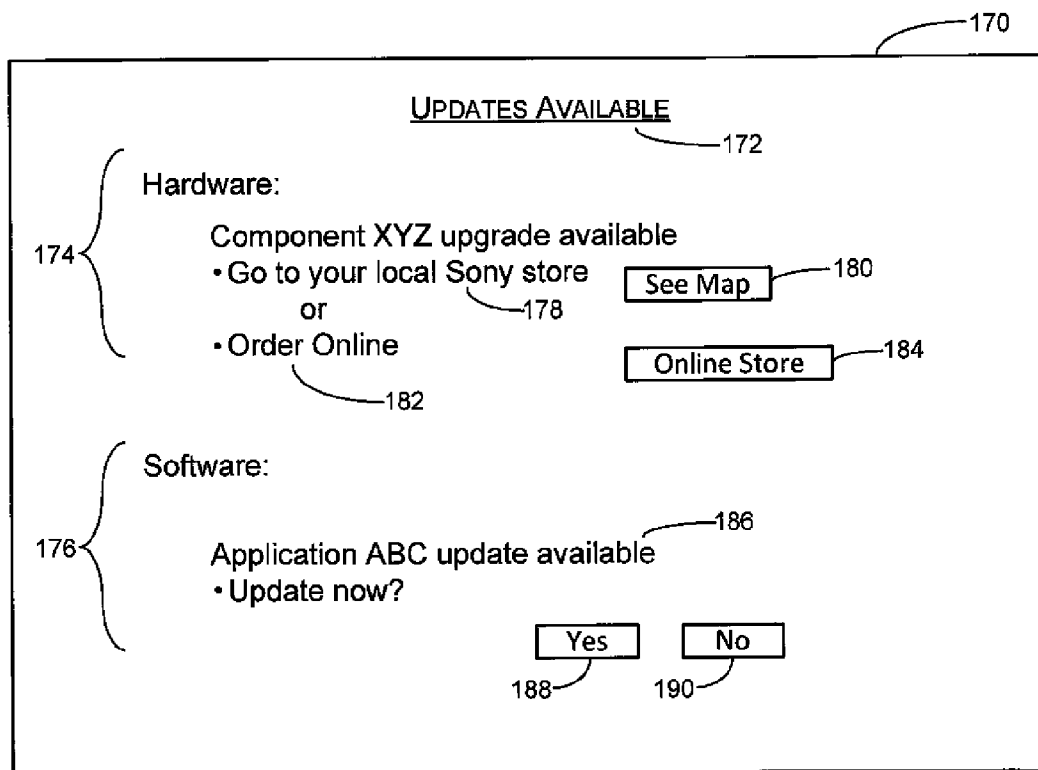 170
UPDATES AVAILABLE
172
Hardware:
174
Component XYZ upgrade available
• Go to your local Sony store
See Map
180
178
or
• Order Online
Online Store
184
182
Software:
176
186
Application ABC update available
• Update now?
Yes
No
188
190